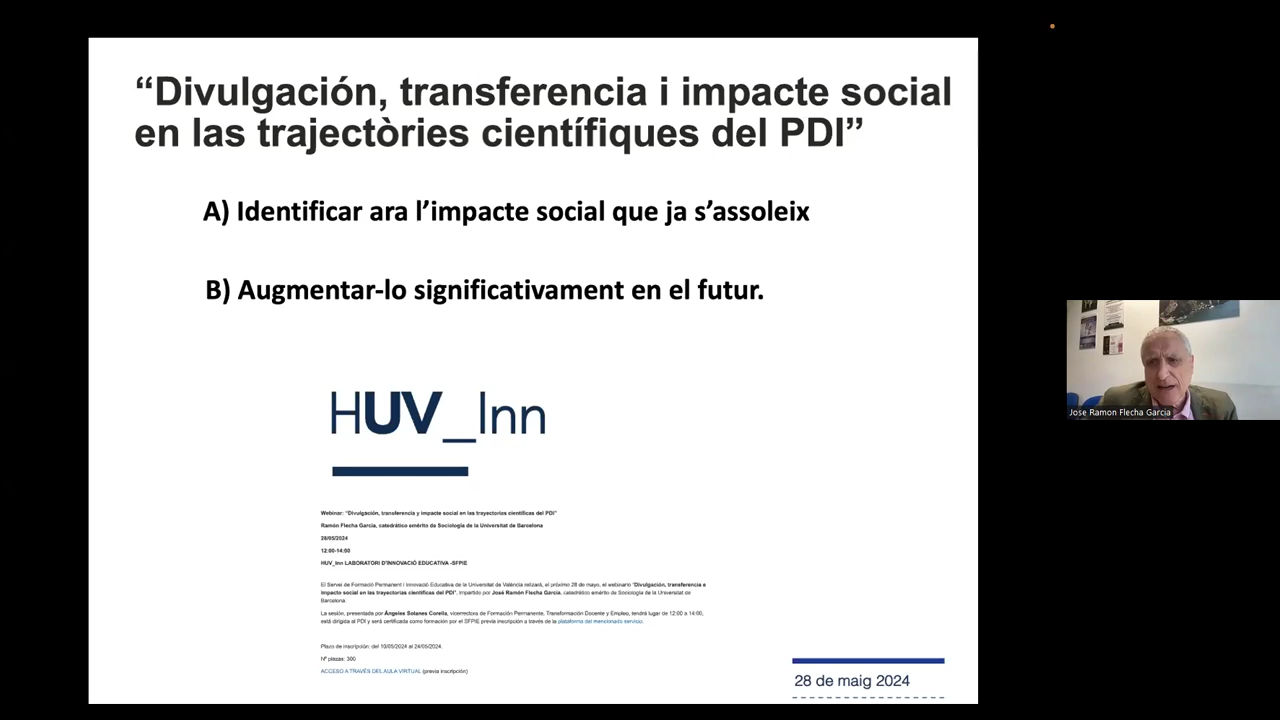 “Divulgación, transferencia i impacte social
en las trajectòries científiques del PDI”
A) Identificar ara l’impacte social que ja s’assoleix
B) Augmentar-lo significativament en el futur.
HUV_Inn
Webinar: “Divulgación, transferencia y impacte social en las trayectorias científicas del PDI”
Ramón Flecha García, catedrático emérito de Sociología de la Universitat de Barcelona
28/05/2024
12:00-14:00
HUV_Inn LABORATORI D'INNOVACIÓ EDUCATIVA -SFPIE
El Servei de Formació Permanent i Innovació Educativa de la Universitat de València relizará, el próximo 28 de mayo, el webinario “Divulgación, transferencia e
impacte social en las trayectorias científicas del PDI”. Impartido por José Ramón Flecha García, catedrático emérito de Sociología de la Universitat de
Barcelona
La sesión, presentada por Ángeles Solanes Corella, vicerrectora de Formación Permanente, Transformación Docente y Empleo, tendrá lugar de 12:00 a 14:00,
está dirigida al PDI y será certificada como formación por el SFPIE previa inscripción a través de la plataforma del mencionado servicio.
Plazo de inscripción: del 10/05/2024 al 24/05/2024.
Nº plazas: 300
ACCESO A TRAVÉS DEL AULA VIRTUAL (previa inscripción)
28 de maig 2024
Jose Ramon Flecha Garcia